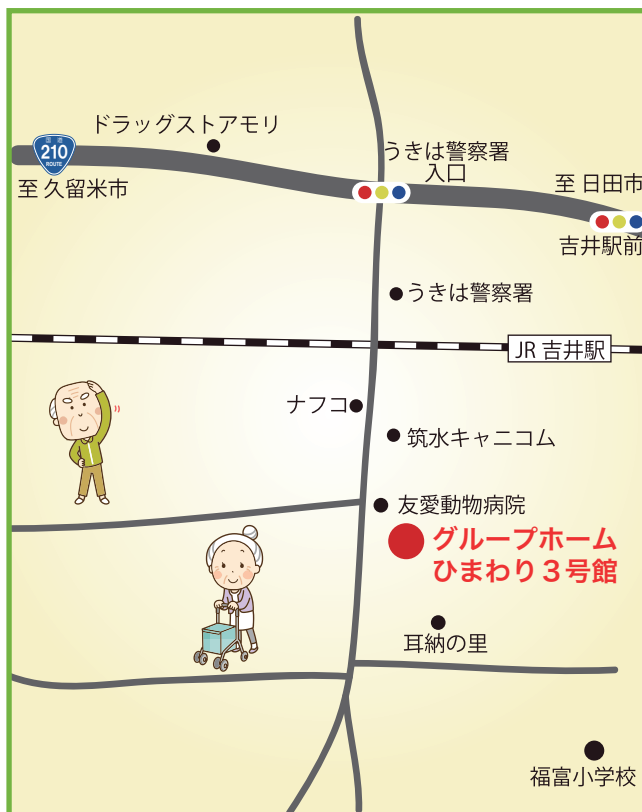 ドラッグストアモリ
国道
210
ROUTE
至 久留米市
うきは警察署
入口
至 日田市
吉井駅前
うきは警察署
JR 吉井駅
ナフコ
筑水キャニコム
友愛動物病院
グループホーム
ひまわり3号館
耳納の里
福富小学校